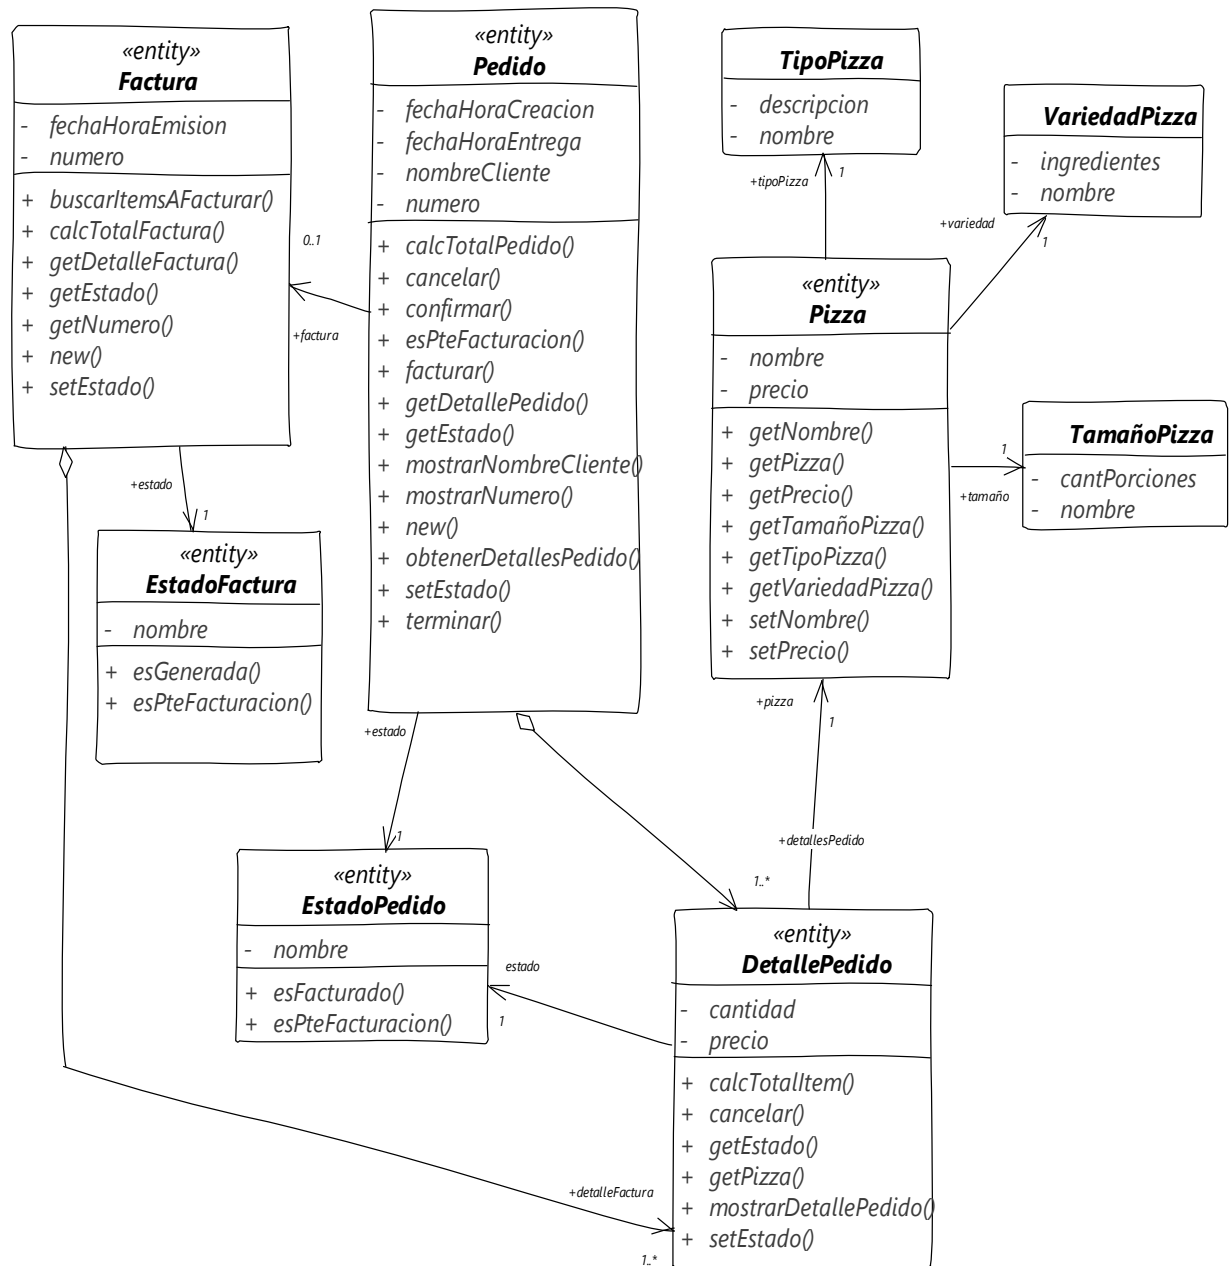 «entity»
Factura
- fechaHoraEmision
- numero
+ buscarItemsAFacturar()
+ calcTotalFactura()
+ getDetalleFactura()
+ getEstado()
+ getNumero()
+ new()
+ setEstado()
«entity»
Pedido
- fechaHoraCreacion
- fechaHoraEntrega
- nombreCliente
- numero
+ calcTotalPedido()
+ cancelar()
+ confirmar()
+ esPteFacturacion()
+ facturar()
+ getDetallePedido()
+ getEstado()
+ mostrarNombreCliente()
+ mostrarNumero()
+ new()
+ obtenerDetallesPedido()
+ setEstado()
+ terminar()
0..1
+factura
TipoPizza
- descripcion
- nombre
+tipoPizza
1
VariedadPizza
- ingredientes
- nombre
+variedad
1
«entity»
Pizza
- nombre
- precio
+ getNombre()
+ getPizza()
+ getPrecio()
+ getTamañoPizza()
+ getTipoPizza()
+ getVariedadPizza()
+ setNombre()
+ setPrecio()
TamañoPizza
- cantPorciones
- nombre
1
+tamaño
+estado
1
«entity»
EstadoFactura
- nombre
+ esGenerada()
+ esPteFacturacion()
+estado
1
+pizza
1
+detallesPedido
1..*
«entity»
EstadoPedido
- nombre
+ esFacturado()
+ esPteFacturacion()
estado
1
«entity»
DetallePedido
- cantidad
- precio
+ calcTotalItem()
+ cancelar()
+ getEstado()
+ getPizza()
+ mostrarDetallePedido()
+ setEstado()
+detalleFactura
1..*